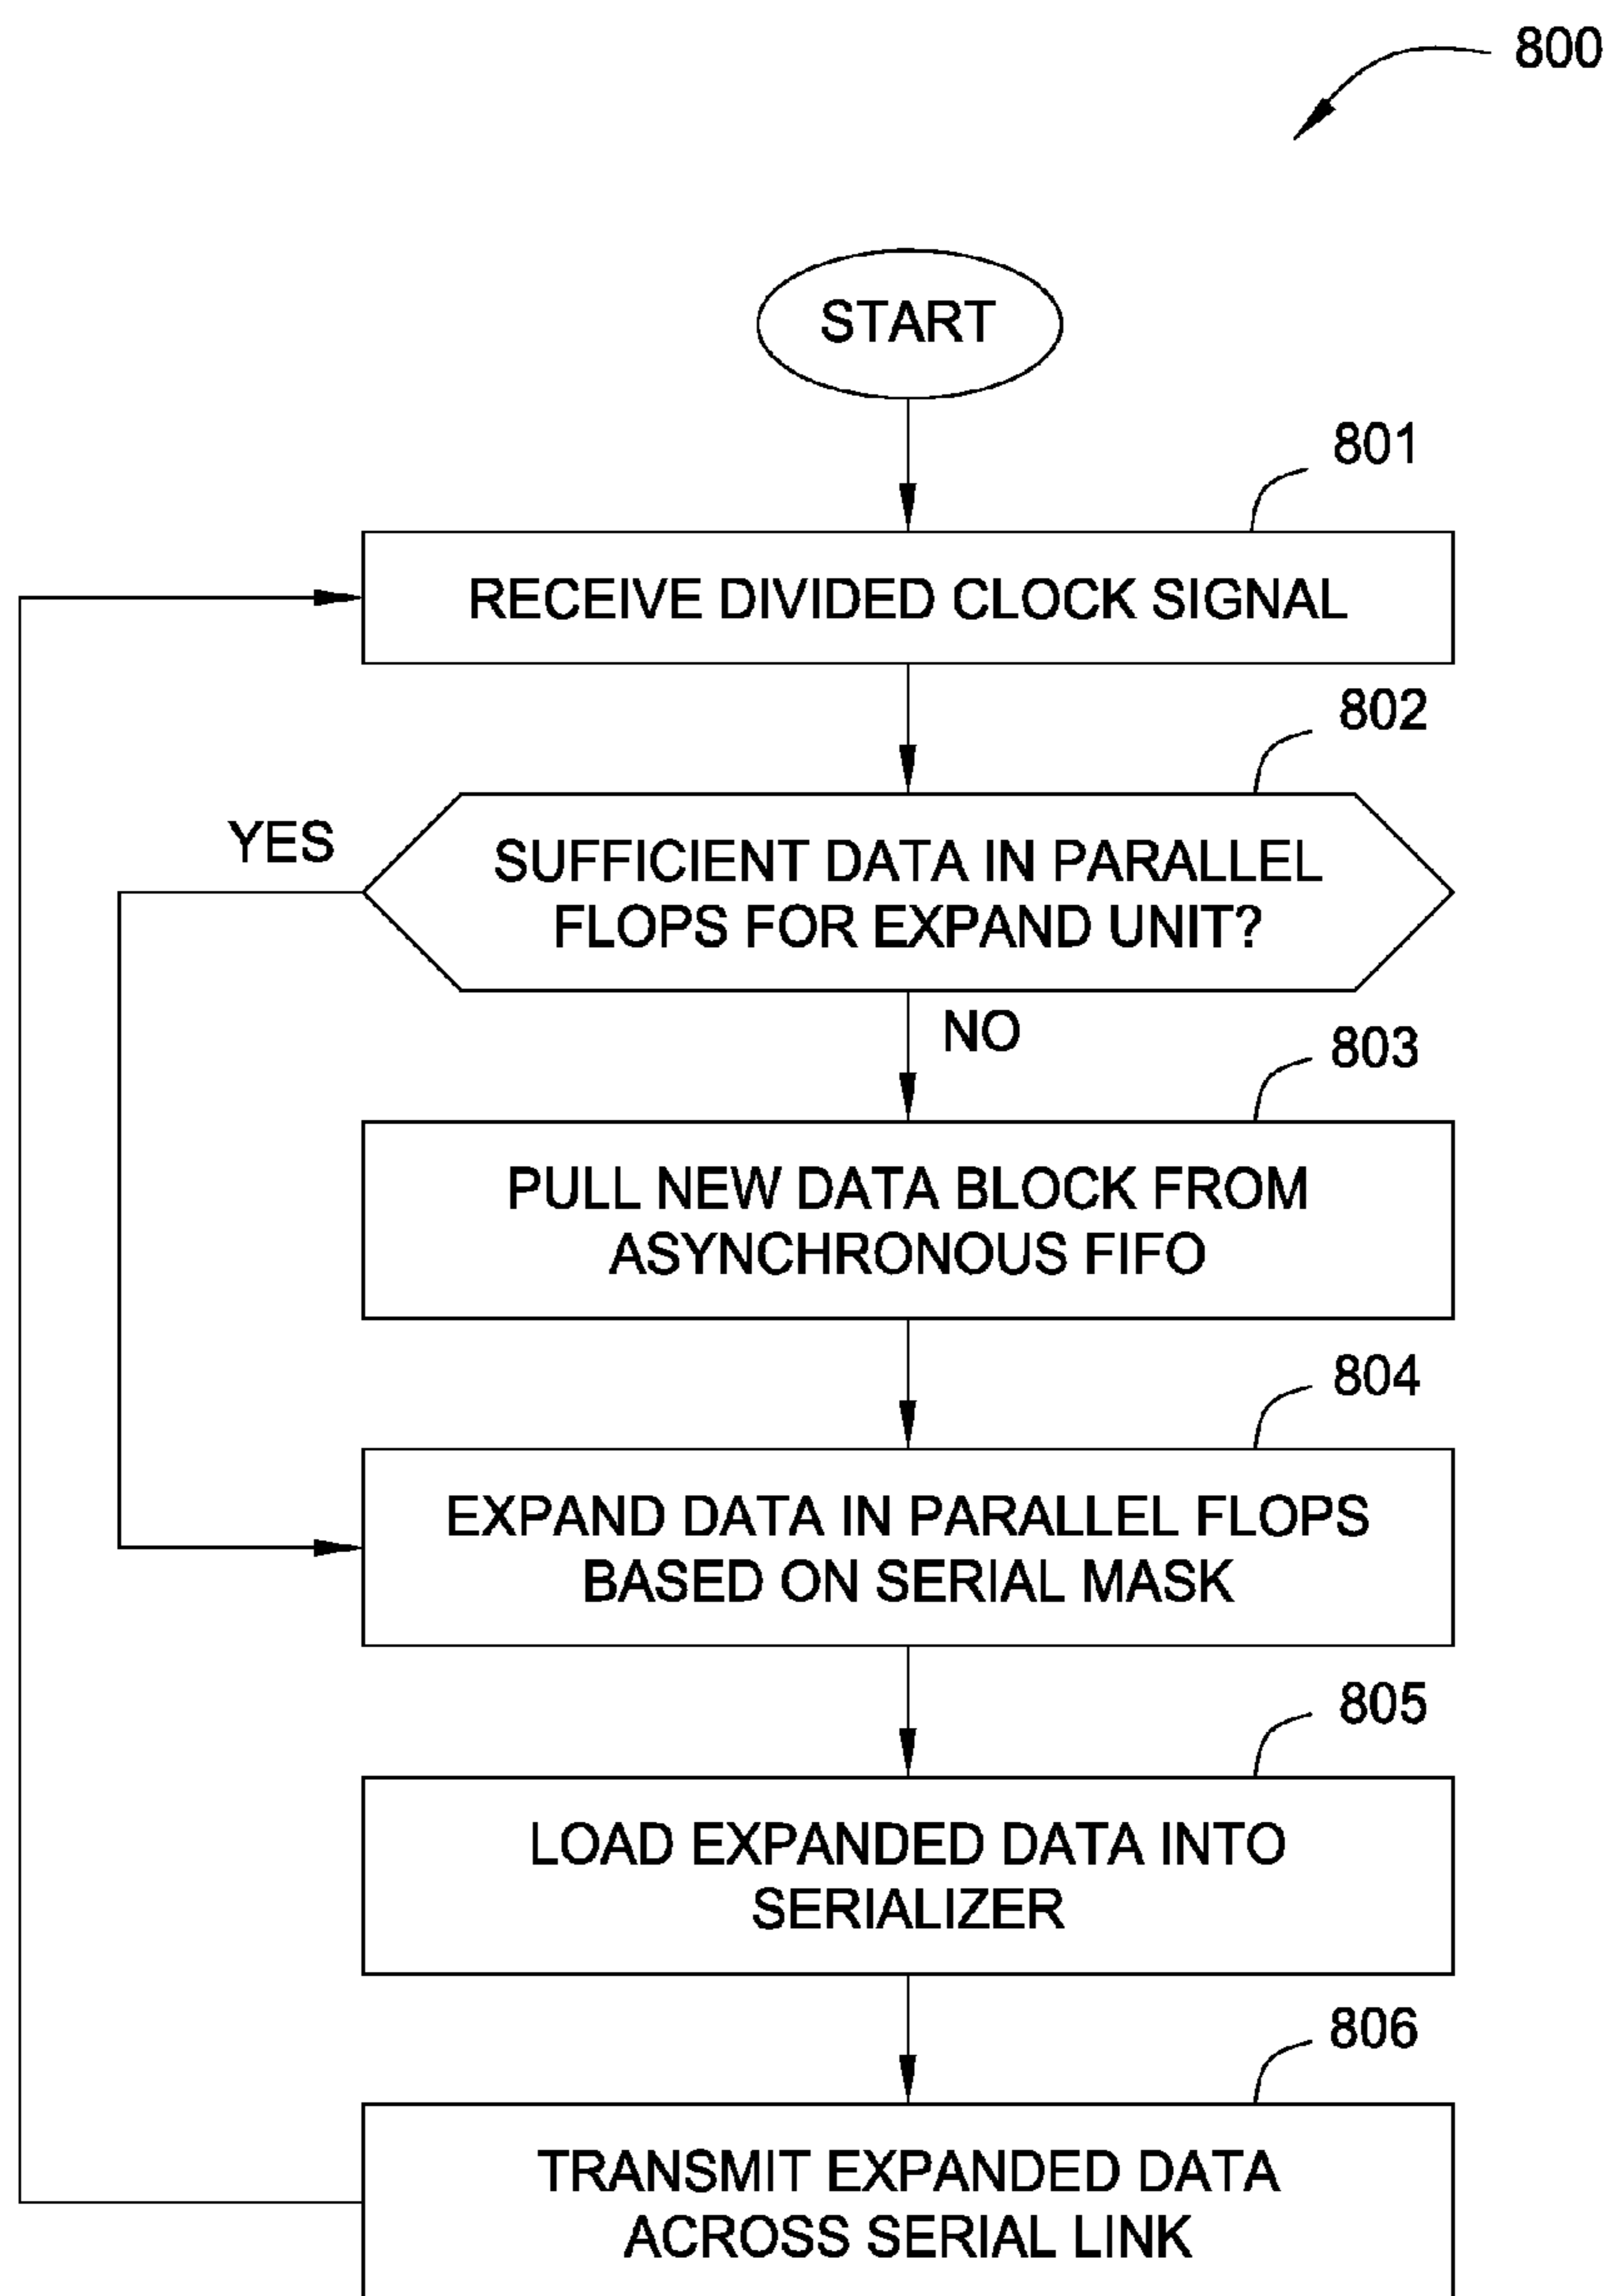 800
START
801
RECEIVE DIVIDED CLOCK SIGNAL
802
YES
SUFFICIENT DATA IN PARALLEL
FLOPS FOR EXPAND UNIT?
NO
803
PULL NEW DATA BLOCK FROM
ASYNCHRONOUS FIFO
804
EXPAND DATA IN PARALLEL FLOPS
BASED ON SERIAL MASK
805
LOAD EXPANDED DATA INTO
SERIALIZER
806
TRANSMIT EXPANDED DATA
ACROSS SERIAL LINK